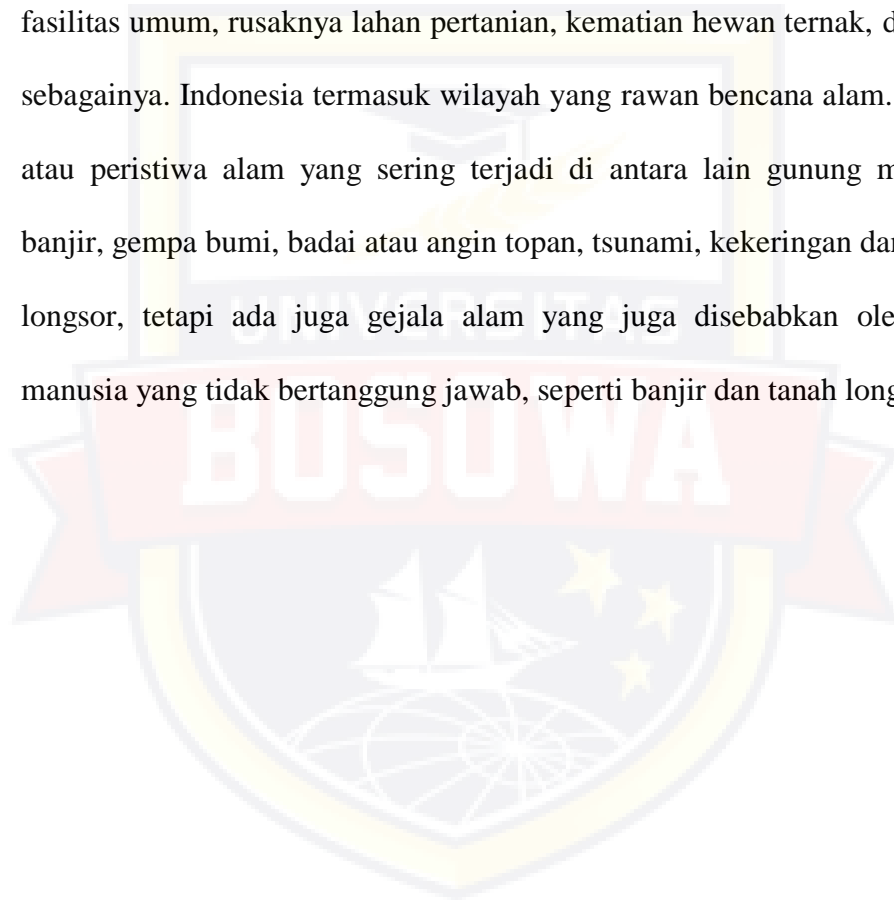 fasilitas umum, rusaknya lahan pertanian, kematian hewan ternak,
sebagainya. Indonesia termasuk wilayah yang rawan bencana alam.
atau peristiwa alam yang sering terjadi di antara lain gunung
banjir, gempa bumi, badai atau angin topan, tsunami, kekeringan
longsor, tetapi ada juga gejala alam yang juga disebabkan
manusia yang tidak bertanggung jawab, seperti banjir dan tanah
UNIVERSITAS
BOSOWA